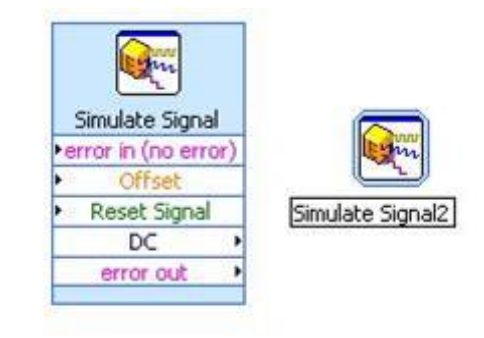 Simulate Signal
error in (no error)
Offset
Reset Signal
DC
error out
Simulate Signal2